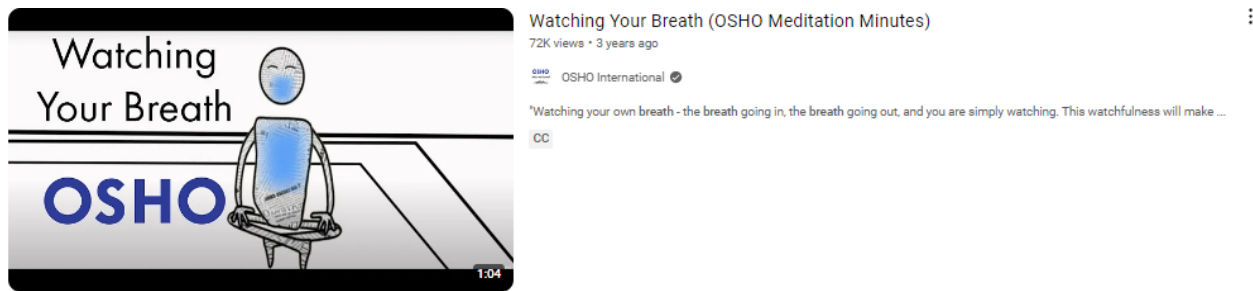 Watching
Your Breath
OSHO
1:04
Watching Your Breath (OSHO Meditation Minutes)
72K views • 3 years ago
OSHO
OSHO International
"Watching your own breath - the breath going in, the breath going out, and you are simply watching. This watchfulness will make ...
CC